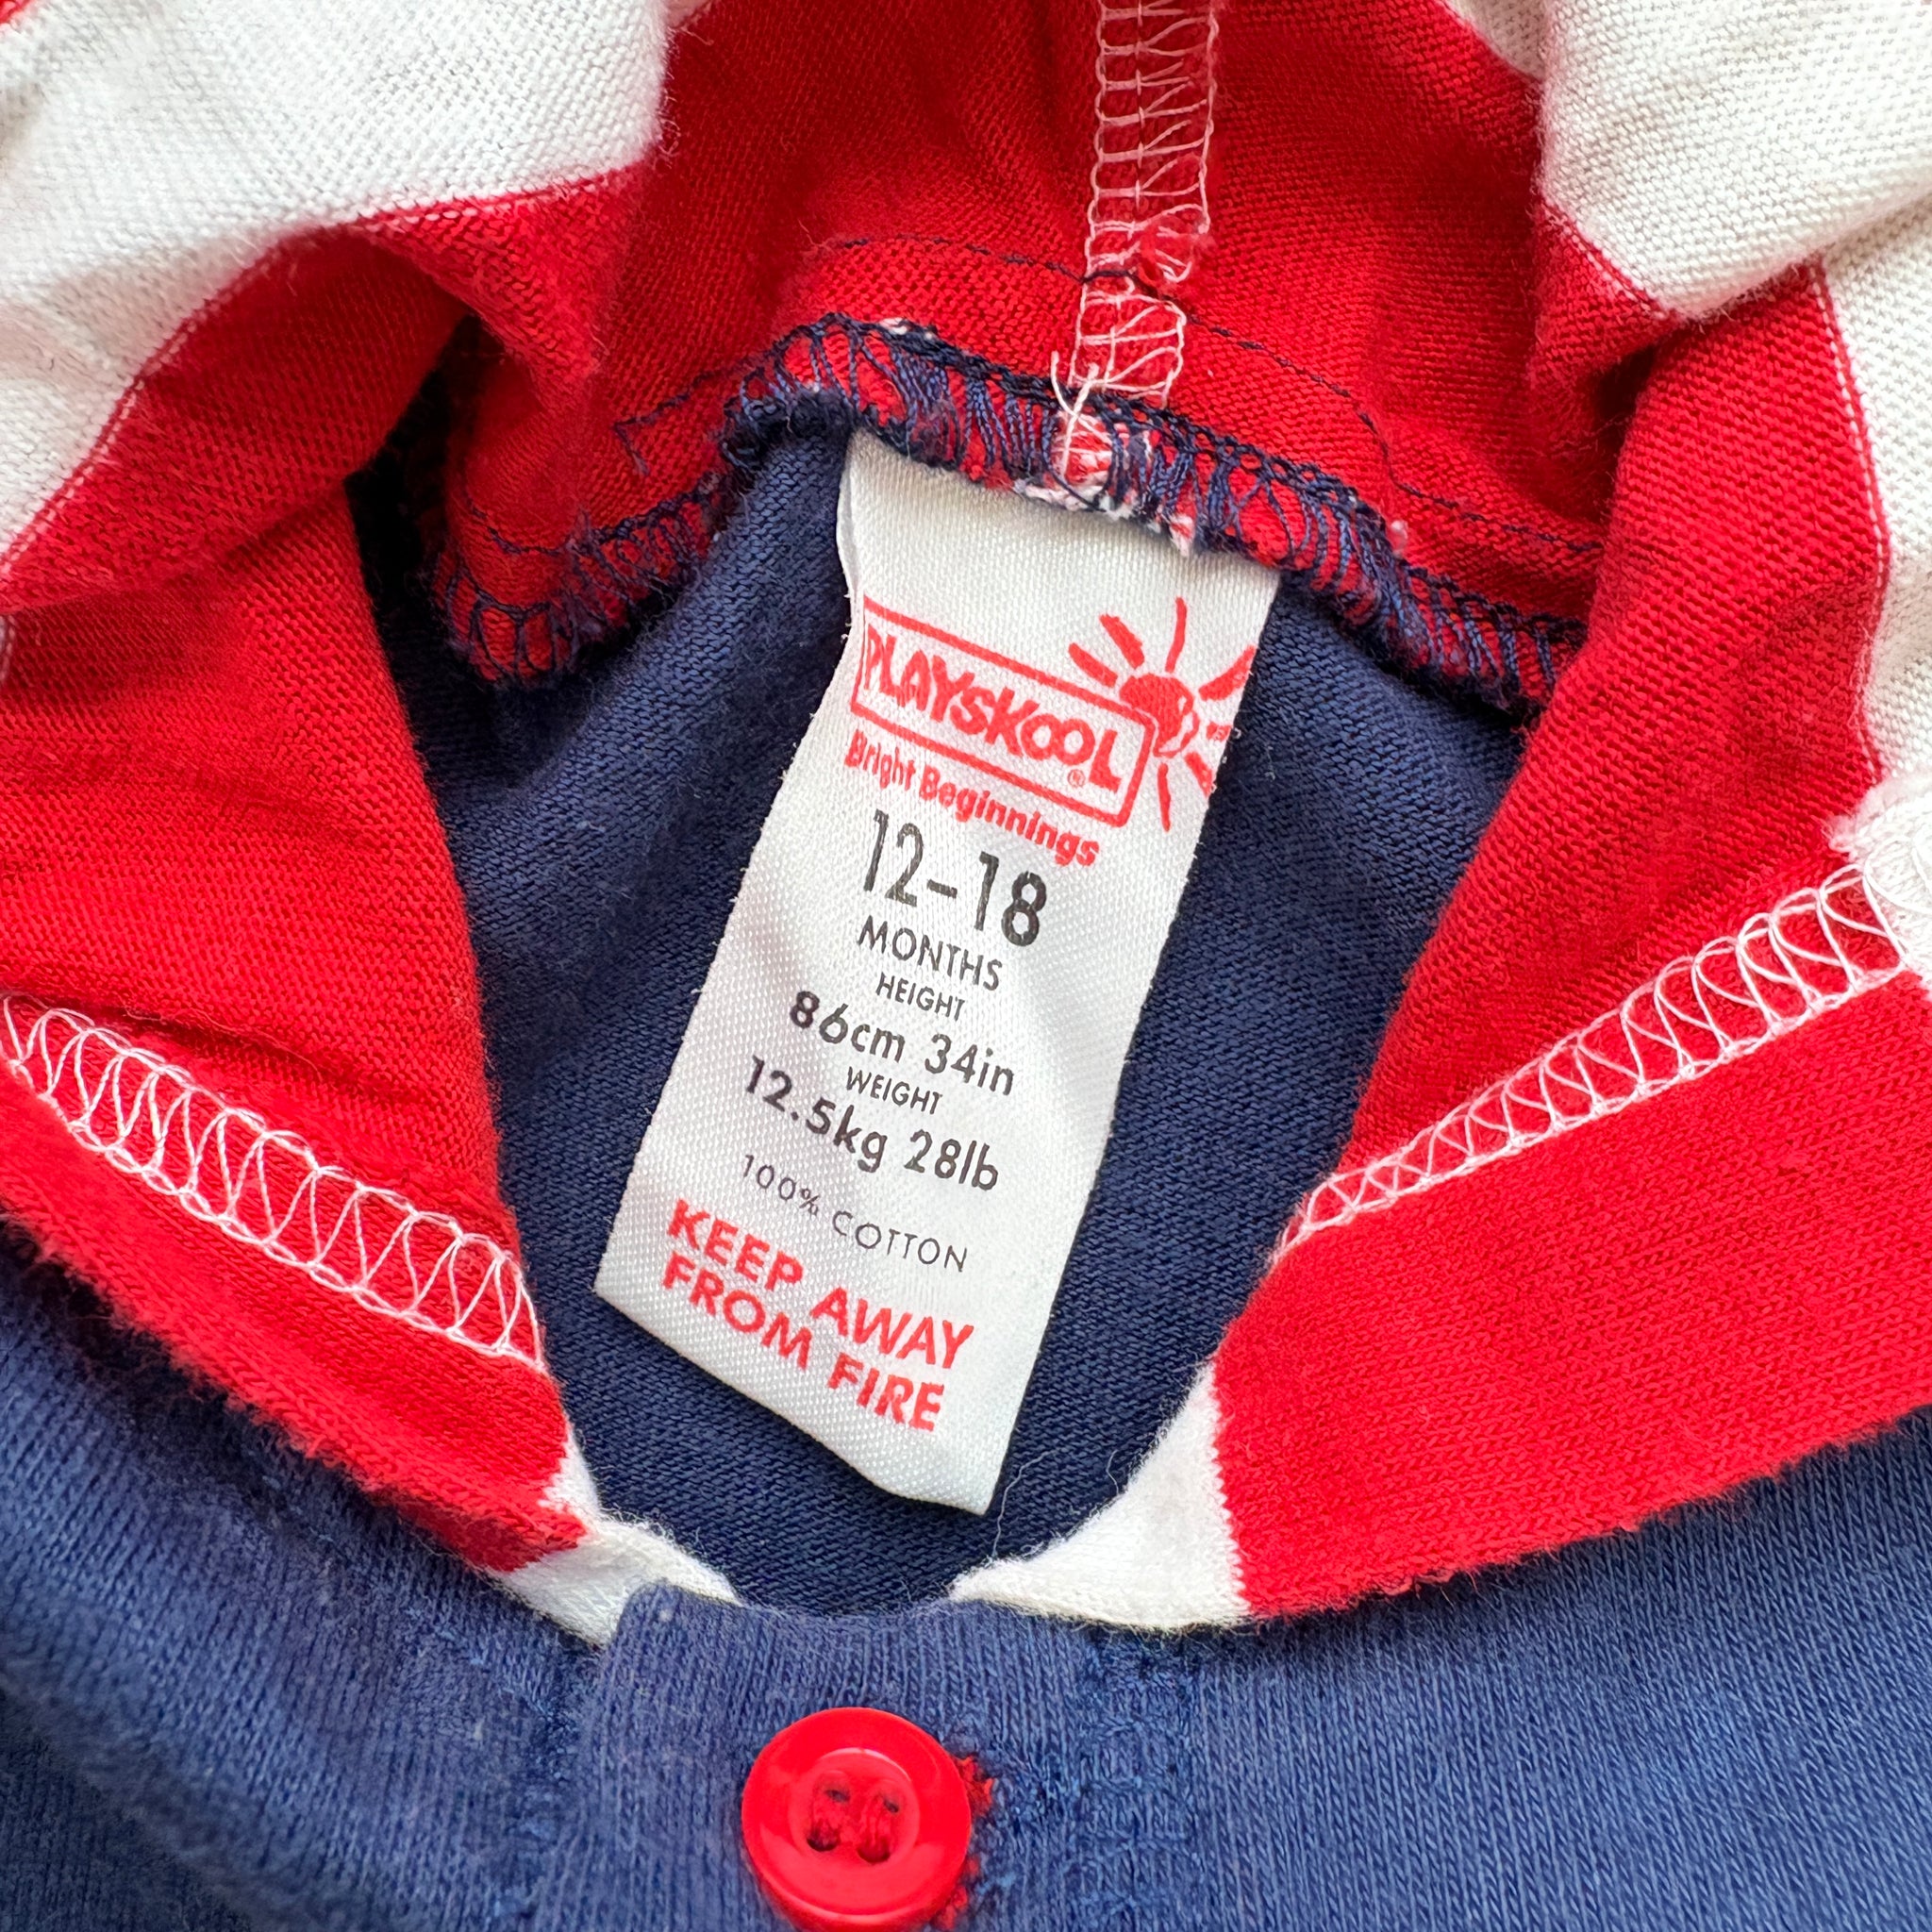 PLAYSKOOL®
Bright Beginnings
12-18
MONTHS
HEIGHT
86cm 34in
WEIGHT
12.5kg 28lb
100% COTTON
KEEP AWAY
FROM FIRE